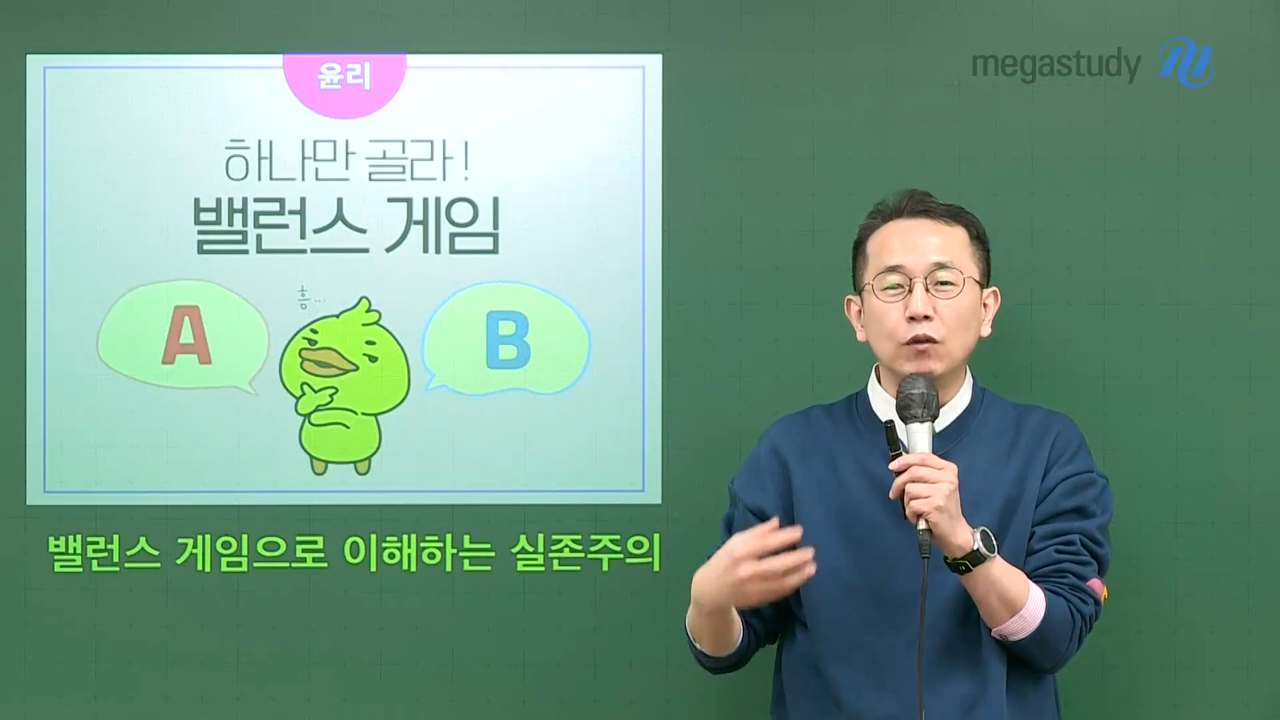 윤리
하나만 골라!
밸런스 게임
흠...
A
B
밸런스 게임으로 이해하는 실존주의
megastudy